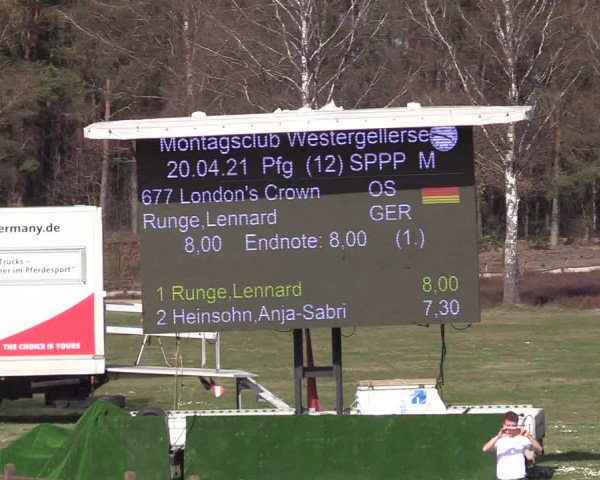 Montagsclub Westergellerse
20.04.21 Pfg (12) SPPP M
677 London's Crown OS
Runge,Lennard GER
8,00 Endnote: 8,00 (1.)
1 Runge,Lennard 8,00
2 Heinsohn,Anja-Sabri 7,30
ermany.de
Trucks –
er im Pferdesport"
THE CHOICE IS YOURS